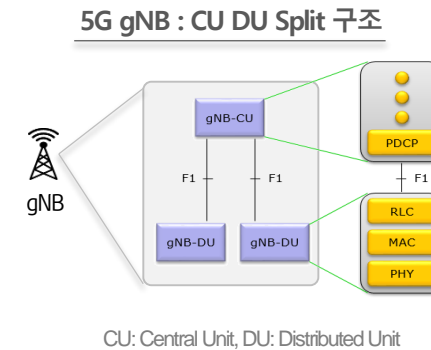 5G gNB : CU DU Split 구조
gNB
gNB-CU
F1
F1
gNB-DU
gNB-DU
PDCP
F1
RLC
MAC
PHY
CU: Central Unit, DU: Distributed Unit